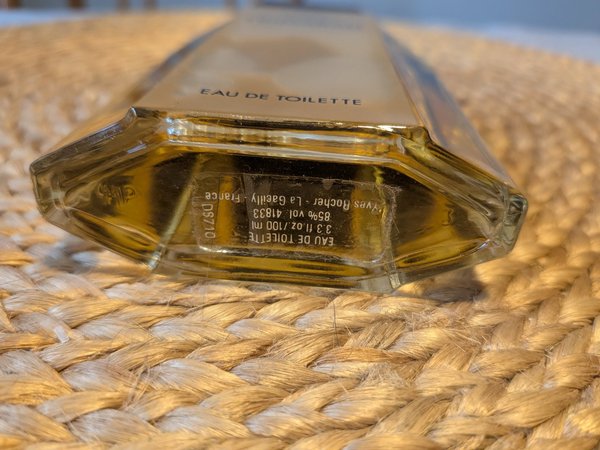 EAU DE TOILETTE
EAU DE TOILETTE
3.3 fl.oz / 100 ml
85% vol. 41833
Yves Rocher - La Gacilly - France
DS710